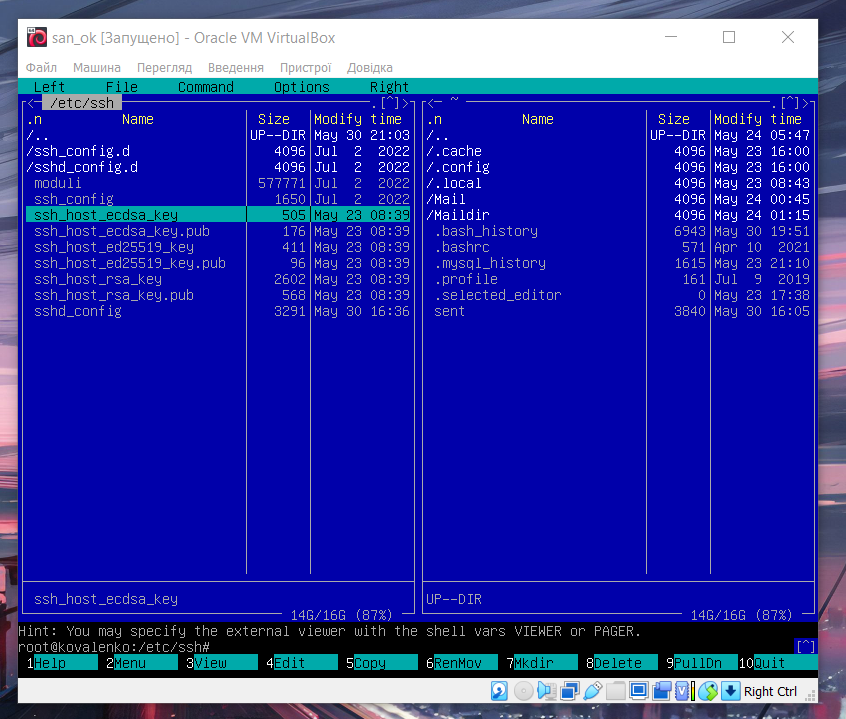 san_ok [Запущено] - Oracle VM VirtualBox
Файл Машина Перегляд Введення Пристрої Довідка
Left File Command Options Right
<- /etc/ssh .[^]>
.n Name Size Modify time
/.. UP--DIR May 30 21:03
/ssh_config.d 4096 Jul 2 2022
/sshd_config.d 4096 Jul 2 2022
moduli 577771 Jul 2 2022
ssh_config 1650 Jul 2 2022
ssh_host_ecdsa_key 505 May 23 08:39
ssh_host_ecdsa_key.pub 176 May 23 08:39
ssh_host_ed25519_key 411 May 23 08:39
ssh_host_ed25519_key.pub 96 May 23 08:39
ssh_host_rsa_key 2602 May 23 08:39
ssh_host_rsa_key.pub 568 May 23 08:39
sshd_config 3291 May 30 16:36
ssh_host_ecdsa_key
14G/16G (87%)
<- ~ .[^]>
.n Name Size Modify time
/.. UP--DIR May 24 05:47
/.cache 4096 May 23 16:00
/.config 4096 May 23 16:00
/.local 4096 May 23 08:43
/Mail 4096 May 24 00:45
/Maildir 4096 May 24 01:15
.bash_history 6943 May 30 19:51
.bashrc 571 Apr 10 2021
.mysql_history 1615 May 23 21:10
.profile 161 Jul 9 2019
.selected_editor 0 May 23 17:38
sent 3840 May 30 16:05
UP--DIR
14G/16G (87%)
Hint: You may specify the external viewer with the shell vars VIEWER or PAGER.
root@kovalenko:/etc/ssh# [^]
1Help 2Menu 3View 4Edit 5Copy 6RenMov 7Mkdir 8Delete 9PullDn 10Quit
Right Ctrl